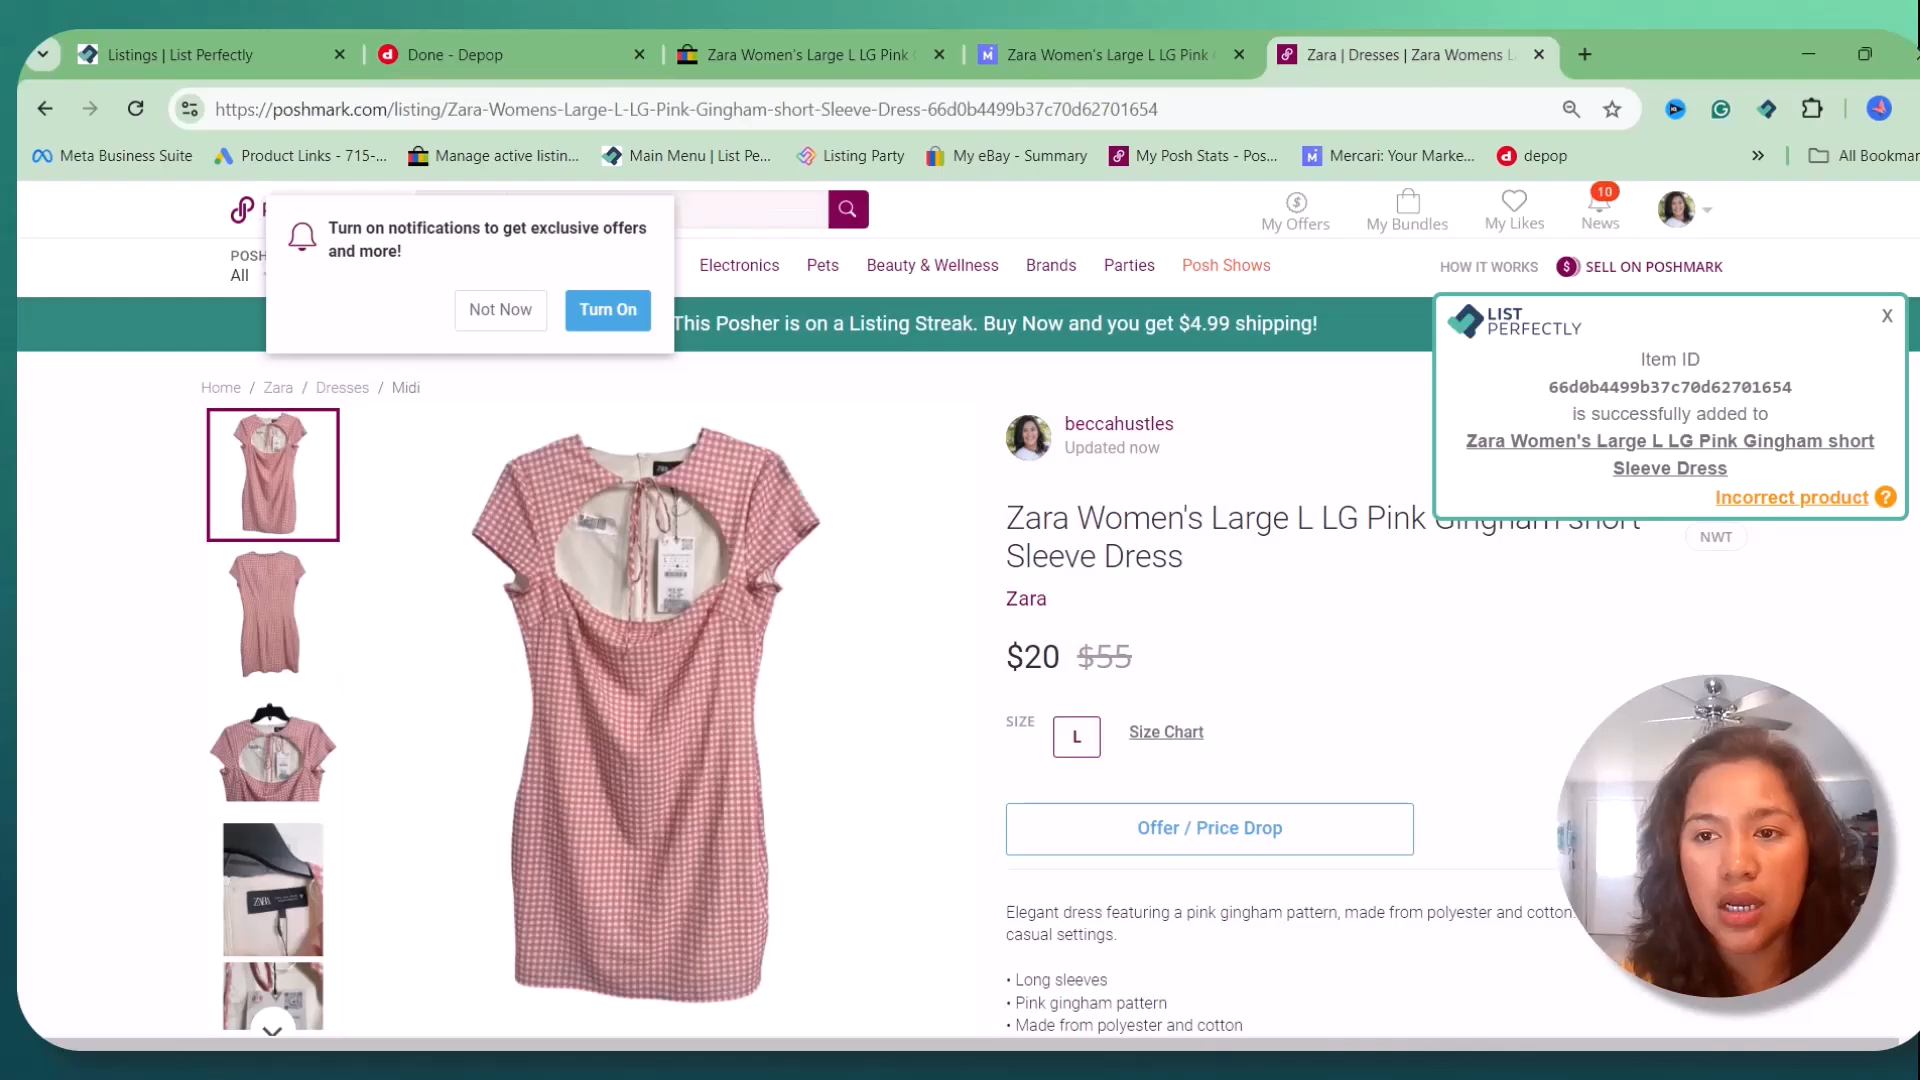 Listings | List Perfectly
Done - Depop
Zara Women's Large L LG Pink
Zara Women's Large L LG Pink
Zara | Dresses | Zara Womens L
https://poshmark.com/listing/Zara-Womens-Large-L-LG-Pink-Gingham-short-Sleeve-Dress-66d0b4499b37c70d62701654
Meta Business Suite
Product Links - 715-...
Manage active listin...
Main Menu | List Pe...
Listing Party
My eBay - Summary
My Posh Stats - Pos...
Mercari: Your Marke...
depop
All Bookmar
Turn on notifications to get exclusive offers
and more!
Not Now
Turn On
My Offers
My Bundles
My Likes
10
News
POSH
All
Electronics
Pets
Beauty & Wellness
Brands
Parties
Posh Shows
HOW IT WORKS
SELL ON POSHMARK
This Posher is on a Listing Streak. Buy Now and you get $4.99 shipping!
LIST
PERFECTLY
X
Item ID
66d0b4499b37c70d62701654
is successfully added to
Zara Women's Large L LG Pink Gingham short
Sleeve Dress
Incorrect product ?
Home / Zara / Dresses / Midi
beccahustles
Updated now
Zara Women's Large L LG Pink Gingham short
Sleeve Dress
NWT
Zara
$20 $55
SIZE
L
Size Chart
Offer / Price Drop
Elegant dress featuring a pink gingham pattern, made from polyester and cotton.
casual settings.
• Long sleeves
• Pink gingham pattern
• Made from polyester and cotton
ZARA